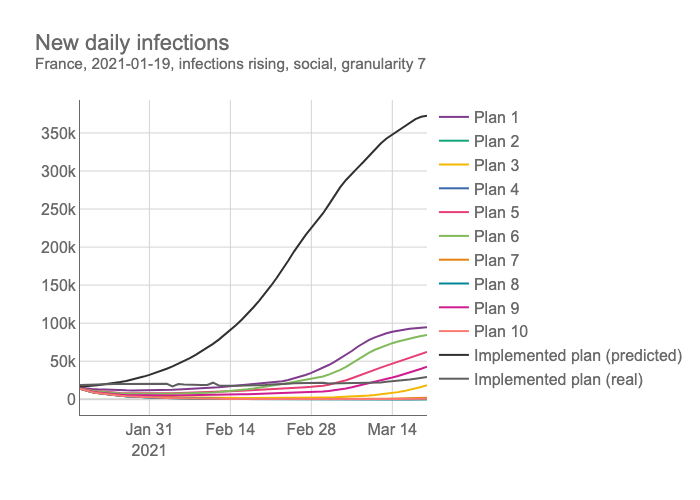 New daily infections
France, 2021-01-19, infections rising, social, granularity 7
350k
300k
250k
200k
150k
100k
50k
0
Jan 31
2021
Feb 14
Feb 28
Mar 14
Plan 1
Plan 2
Plan 3
Plan 4
Plan 5
Plan 6
Plan 7
Plan 8
Plan 9
Plan 10
Implemented plan (predicted)
Implemented plan (real)